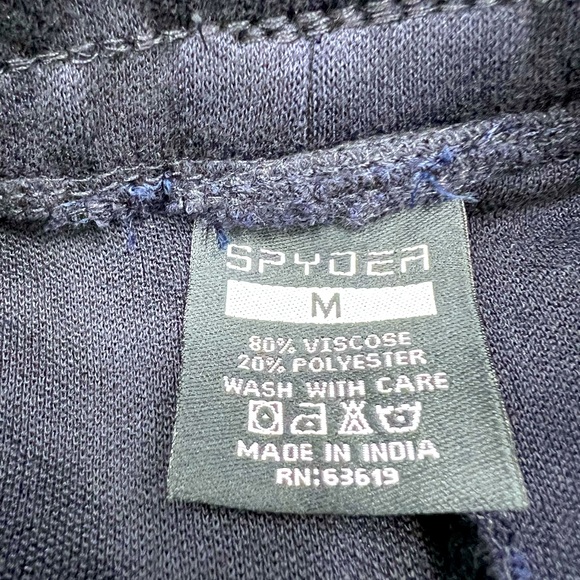 SPYDER
M
80% VISCOSE
20% POLYESTER
WASH WITH CARE
MADE IN INDIA
RN:63619